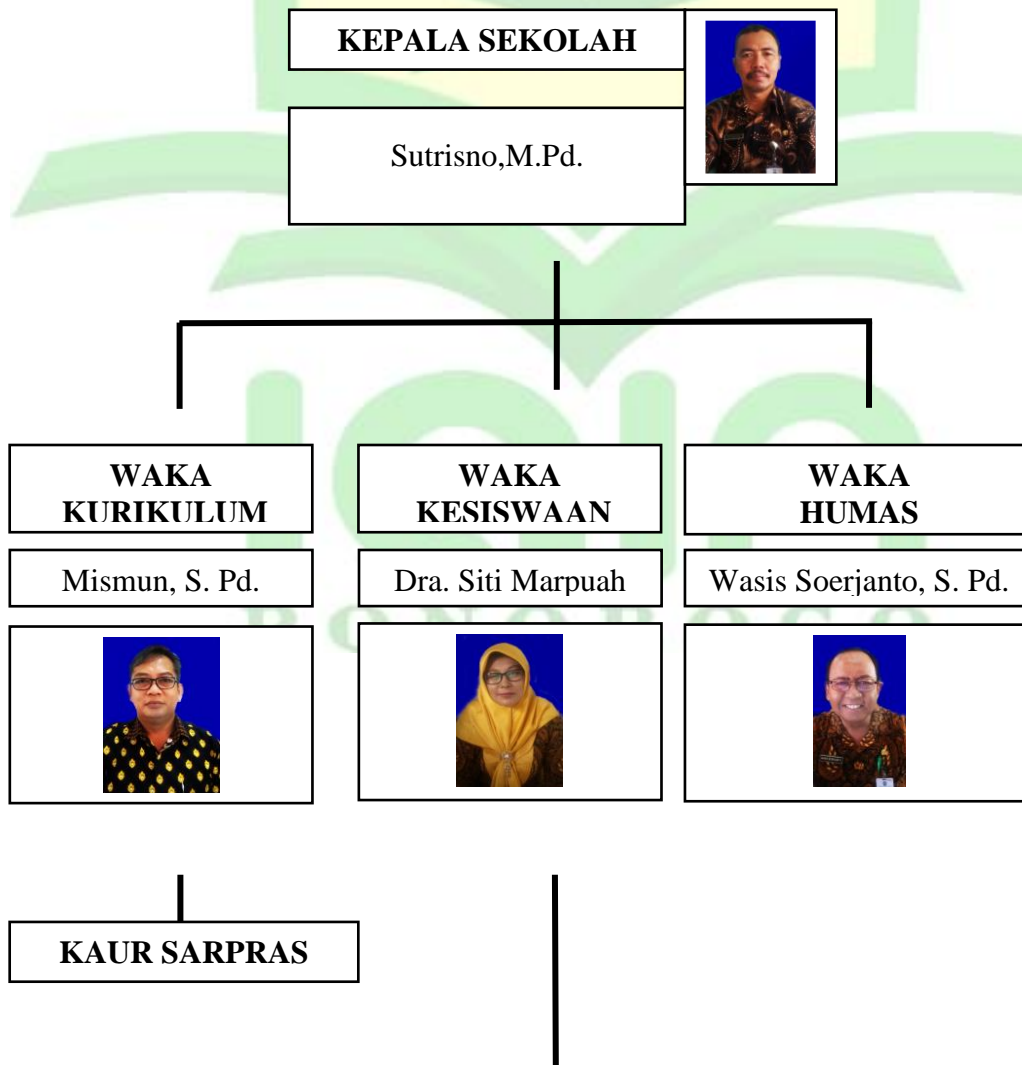 KEPALA SEKOLAH
Sutrisno,M.Pd.
WAKA
KURIKULUM
WAKA
KESISWAAN
WAKA
HUMAS
Mismun, S. Pd.
Dra. Siti Marpuah
Wasis Soerjanto, S. Pd.
PONOROGO
KAUR SARPRAS